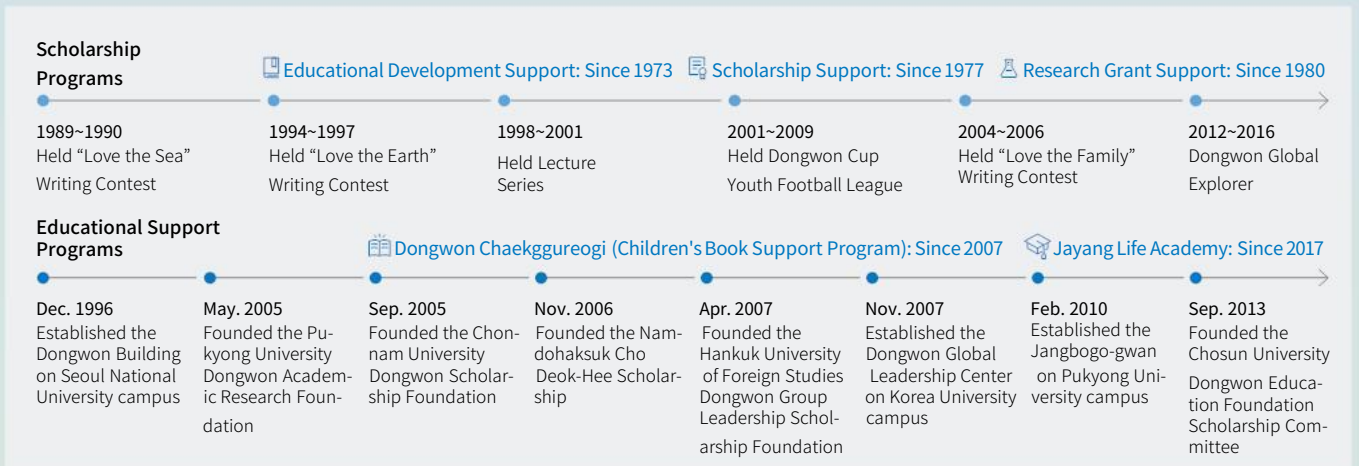 Scholarship
Programs
Educational Development Support: Since 1973
Scholarship Support: Since 1977
Research Grant Support: Since 1980
1989~1990
Held “Love the Sea”
Writing Contest
1994~1997
Held “Love the Earth”
Writing Contest
1998~2001
Held Lecture
Series
2001~2009
Held Dongwon Cup
Youth Football League
2004~2006
Held “Love the Family”
Writing Contest
2012~2016
Dongwon Global
Explorer
Educational Support
Programs
Dongwon Chaekggureogi (Children's Book Support Program): Since 2007
Jayang Life Academy: Since 2017
Dec. 1996
Established the
Dongwon Building
on Seoul National
University campus
May. 2005
Founded the Pu-
kyong University
Dongwon Academ-
ic Research Foun-
dation
Sep. 2005
Founded the Chon-
nam University
Dongwon Scholar-
ship Foundation
Nov. 2006
Founded the Nam-
dohaksuk Cho
Deok-Hee Scholar-
ship
Apr. 2007
Founded the
Hankuk University
of Foreign Studies
Dongwon Group
Leadership Schol-
arship Foundation
Nov. 2007
Established the
Dongwon Global
Leadership Center
on Korea University
campus
Feb. 2010
Established the
Jangbogo-gwan
on Pukyong Uni-
versity campus
Sep. 2013
Founded the
Chosun University
Dongwon Educa-
tion Foundation
Scholarship Com-
mittee